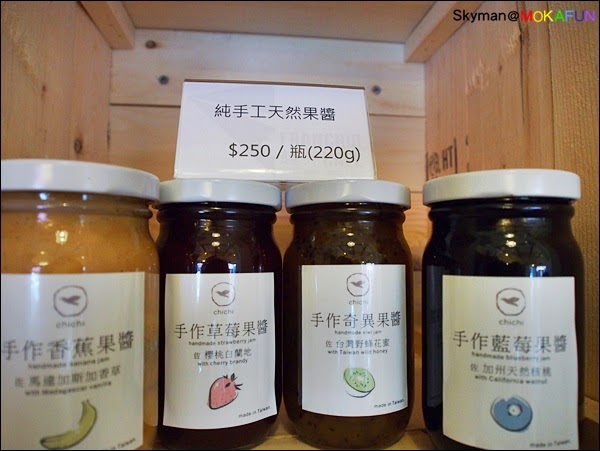 Skyman@MOKAFUN
純手工天然果醬
$250 / 瓶(220g)
chichi
手作香蕉果醬
handmade banana jam
佐 馬達加斯加香草
with Madagascar vanilla
made in Taiwan.
chichi
手作草莓果醬
handmade strawberry jam
佐 櫻桃白蘭地
with cherry brandy
made in Taiwan.
chichi
手作奇異果醬
handmade kiwi jam
佐 台灣野蜂花蜜
with Taiwan wild honey
made in Taiwan.
chichi
手作藍莓果醬
佐 加州天然核桃
with California walnut
made in Taiwan.